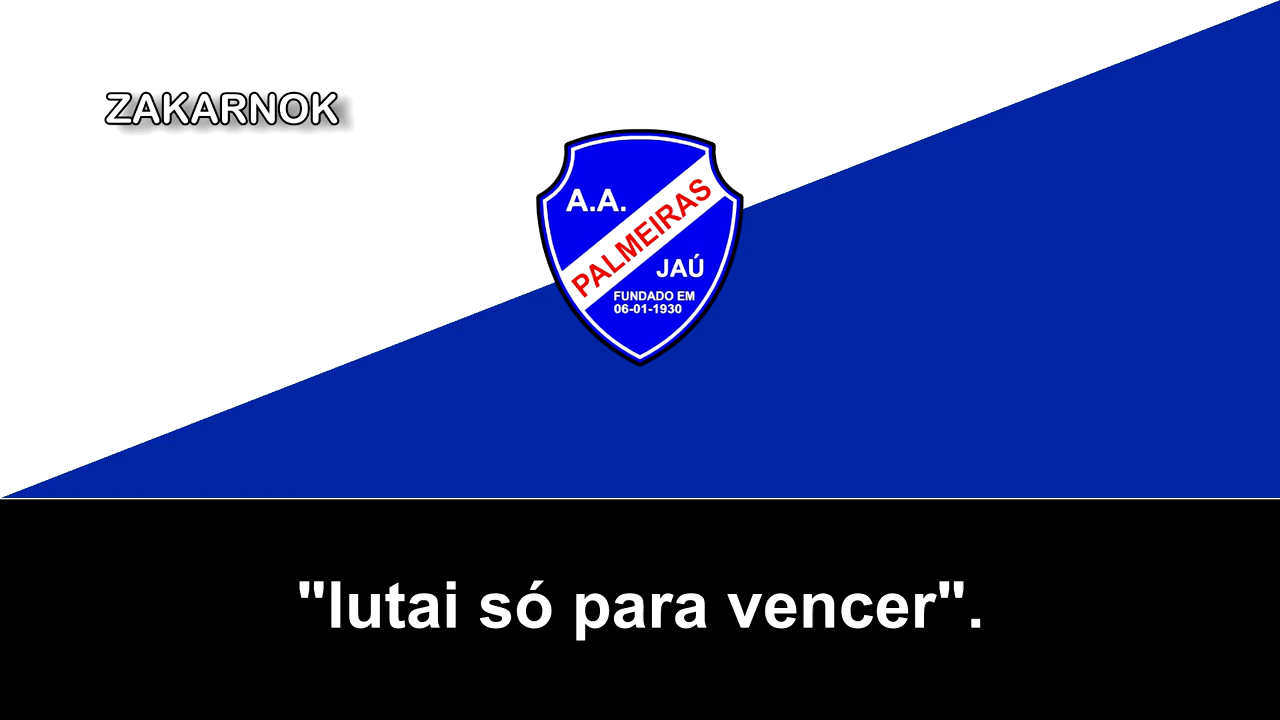 ZAKARNOK
A.A.
PALMEIRAS
JAÚ
FUNDADO EM
06-01-1930
"lutai só para vencer".